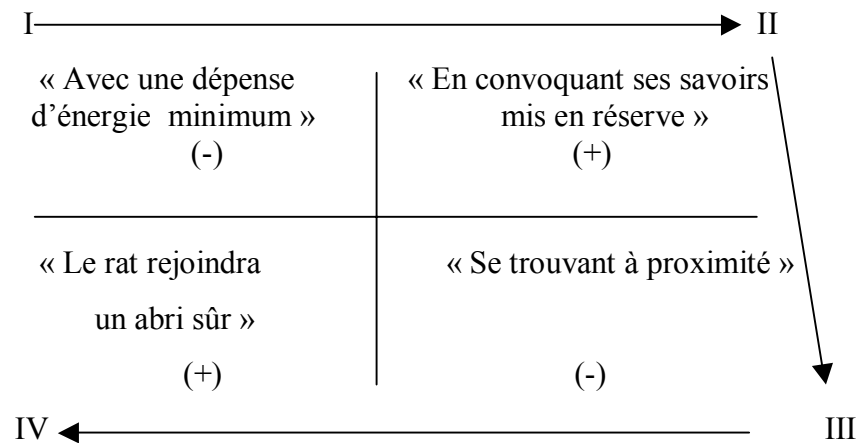 I II
« Avec une dépense
d'énergie minimum »
(-)
« En convoquant ses savoirs
mis en réserve »
(+)
« Le rat rejoindra
un abri sûr »
(+)
« Se trouvant à proximité »
(-)
IV III